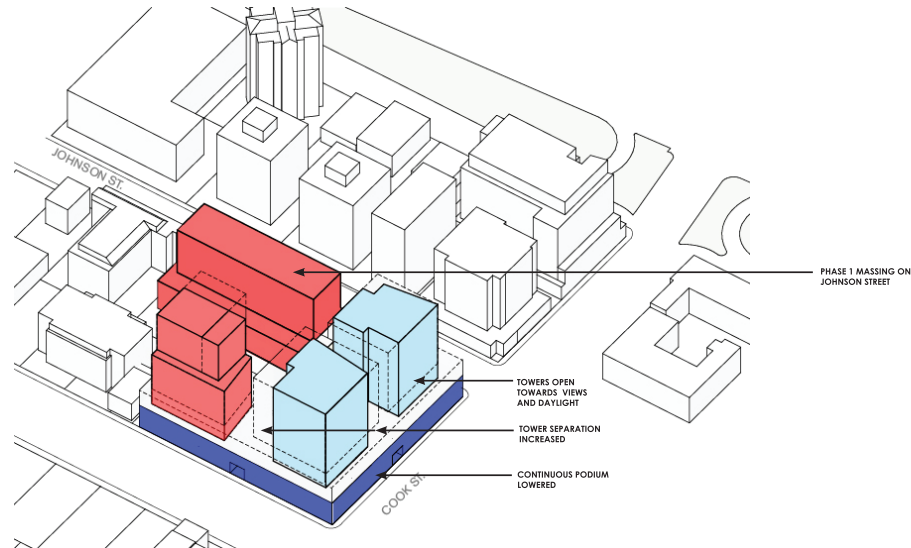 JOHNSON ST.
PHASE 1 MASSING ON
JOHNSON STREET
TOWERS OPEN
TOWARDS VIEWS
AND DAYLIGHT
TOWER SEPARATION
INCREASED
CONTINUOUS PODIUM
LOWERED
COOK ST.